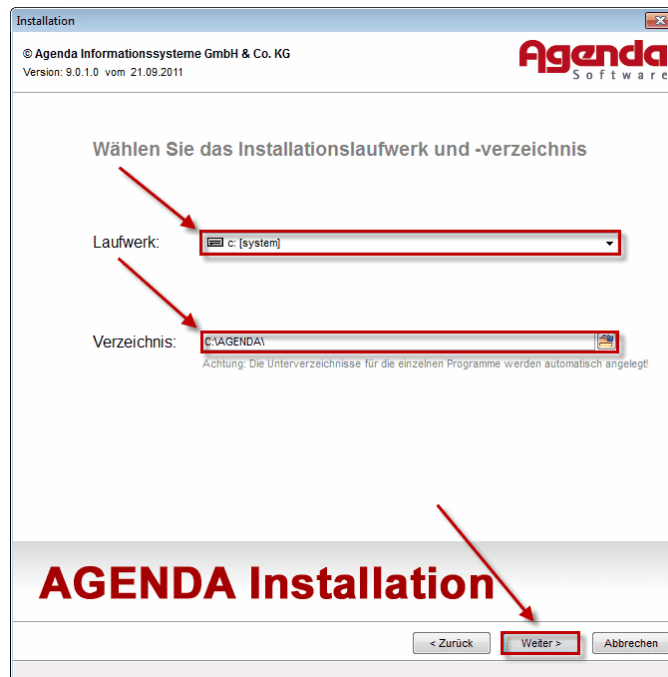 Installation
© Agenda Informationssysteme GmbH & Co. KG
Version: 9.0.1.0 vom 21.09.2011
Agenda
Software
Wählen Sie das Installationslaufwerk und -verzeichnis
Laufwerk: c: [system]
Verzeichnis: C:\AGENDA\
Achtung: Die Unterverzeichnisse für die einzelnen Programme werden automatisch angelegt!
AGENDA Installation
< Zurück Weiter > Abbrechen